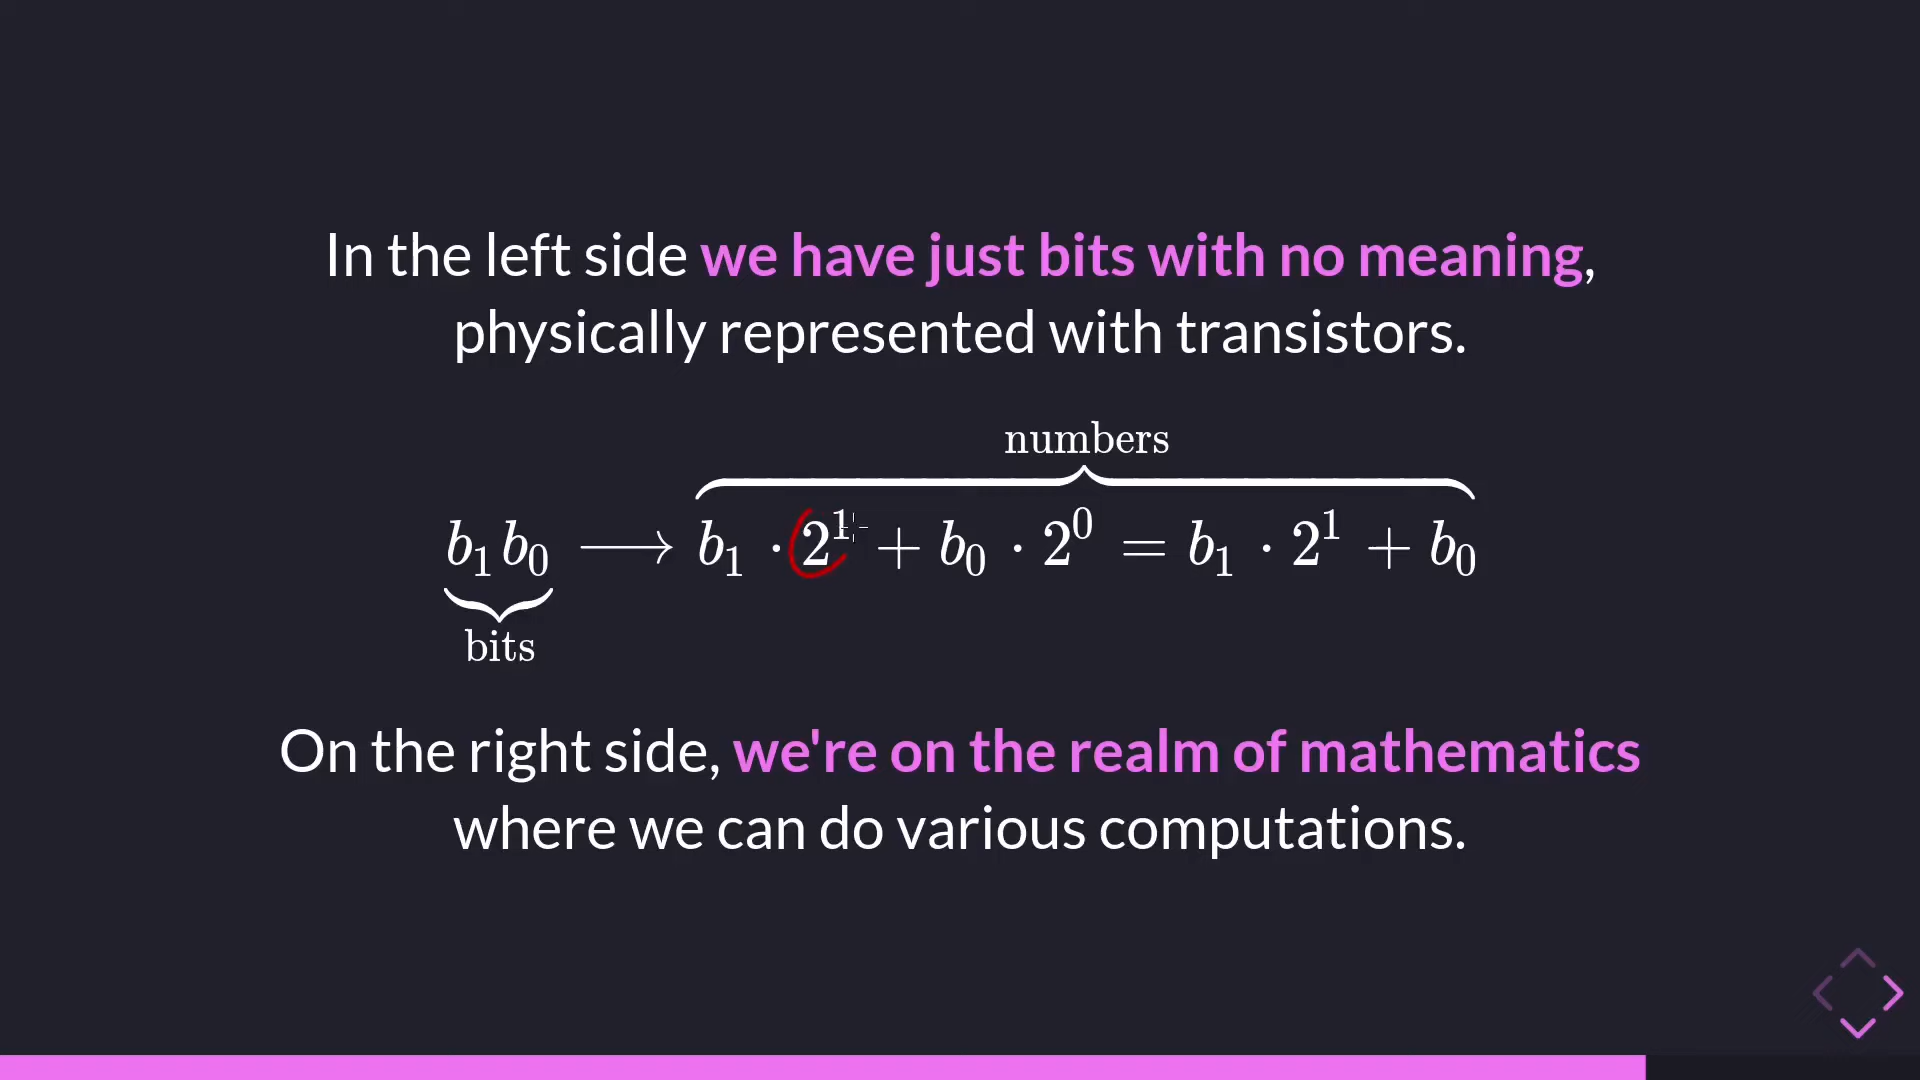 In the left side we have just bits with no meaning,
physically represented with transistors.
numbers
b₁b₀ ⟶ b₁ · 2¹ + b₀ · 2⁰ = b₁ · 2¹ + b₀
bits
On the right side, we're on the realm of mathematics
where we can do various computations.